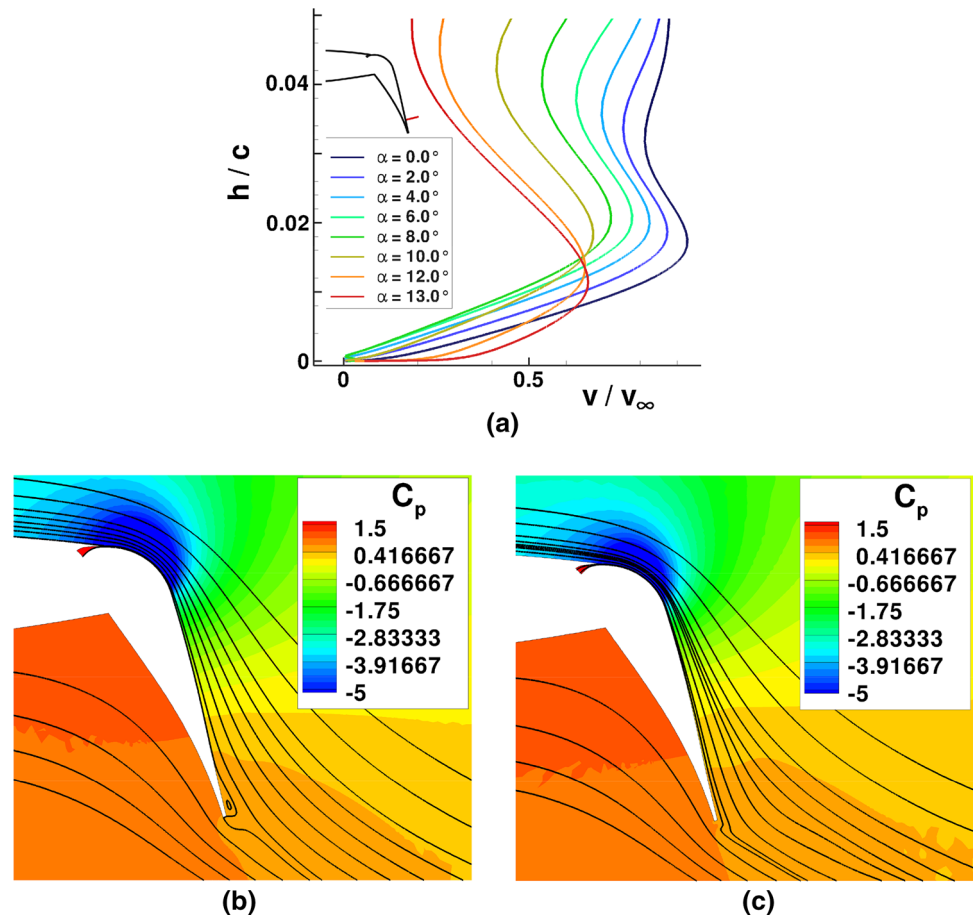 h / c
0.04
0.02
0
α = 0.0°
α = 2.0°
α = 4.0°
α = 6.0°
α = 8.0°
α = 10.0°
α = 12.0°
α = 13.0°
0
0.5
v / v∞
(a)
Cp
1.5
0.416667
-0.666667
-1.75
-2.83333
-3.91667
-5
(b)
Cp
1.5
0.416667
-0.666667
-1.75
-2.83333
-3.91667
-5
(c)